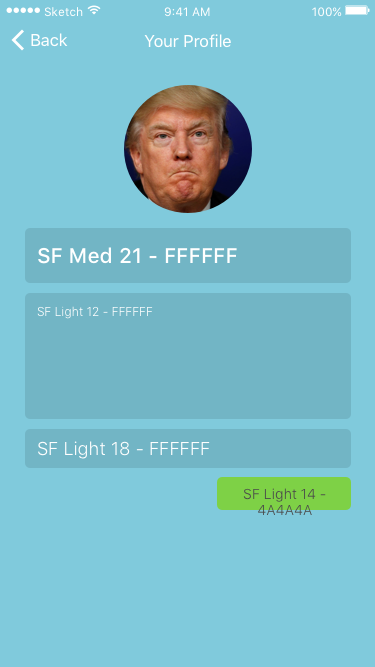 Sketch 9:41 AM 100%
Back Your Profile
SF Med 21 - FFFFFF
SF Light 12 - FFFFFF
SF Light 18 - FFFFFF
SF Light 14 -
4A4A4A